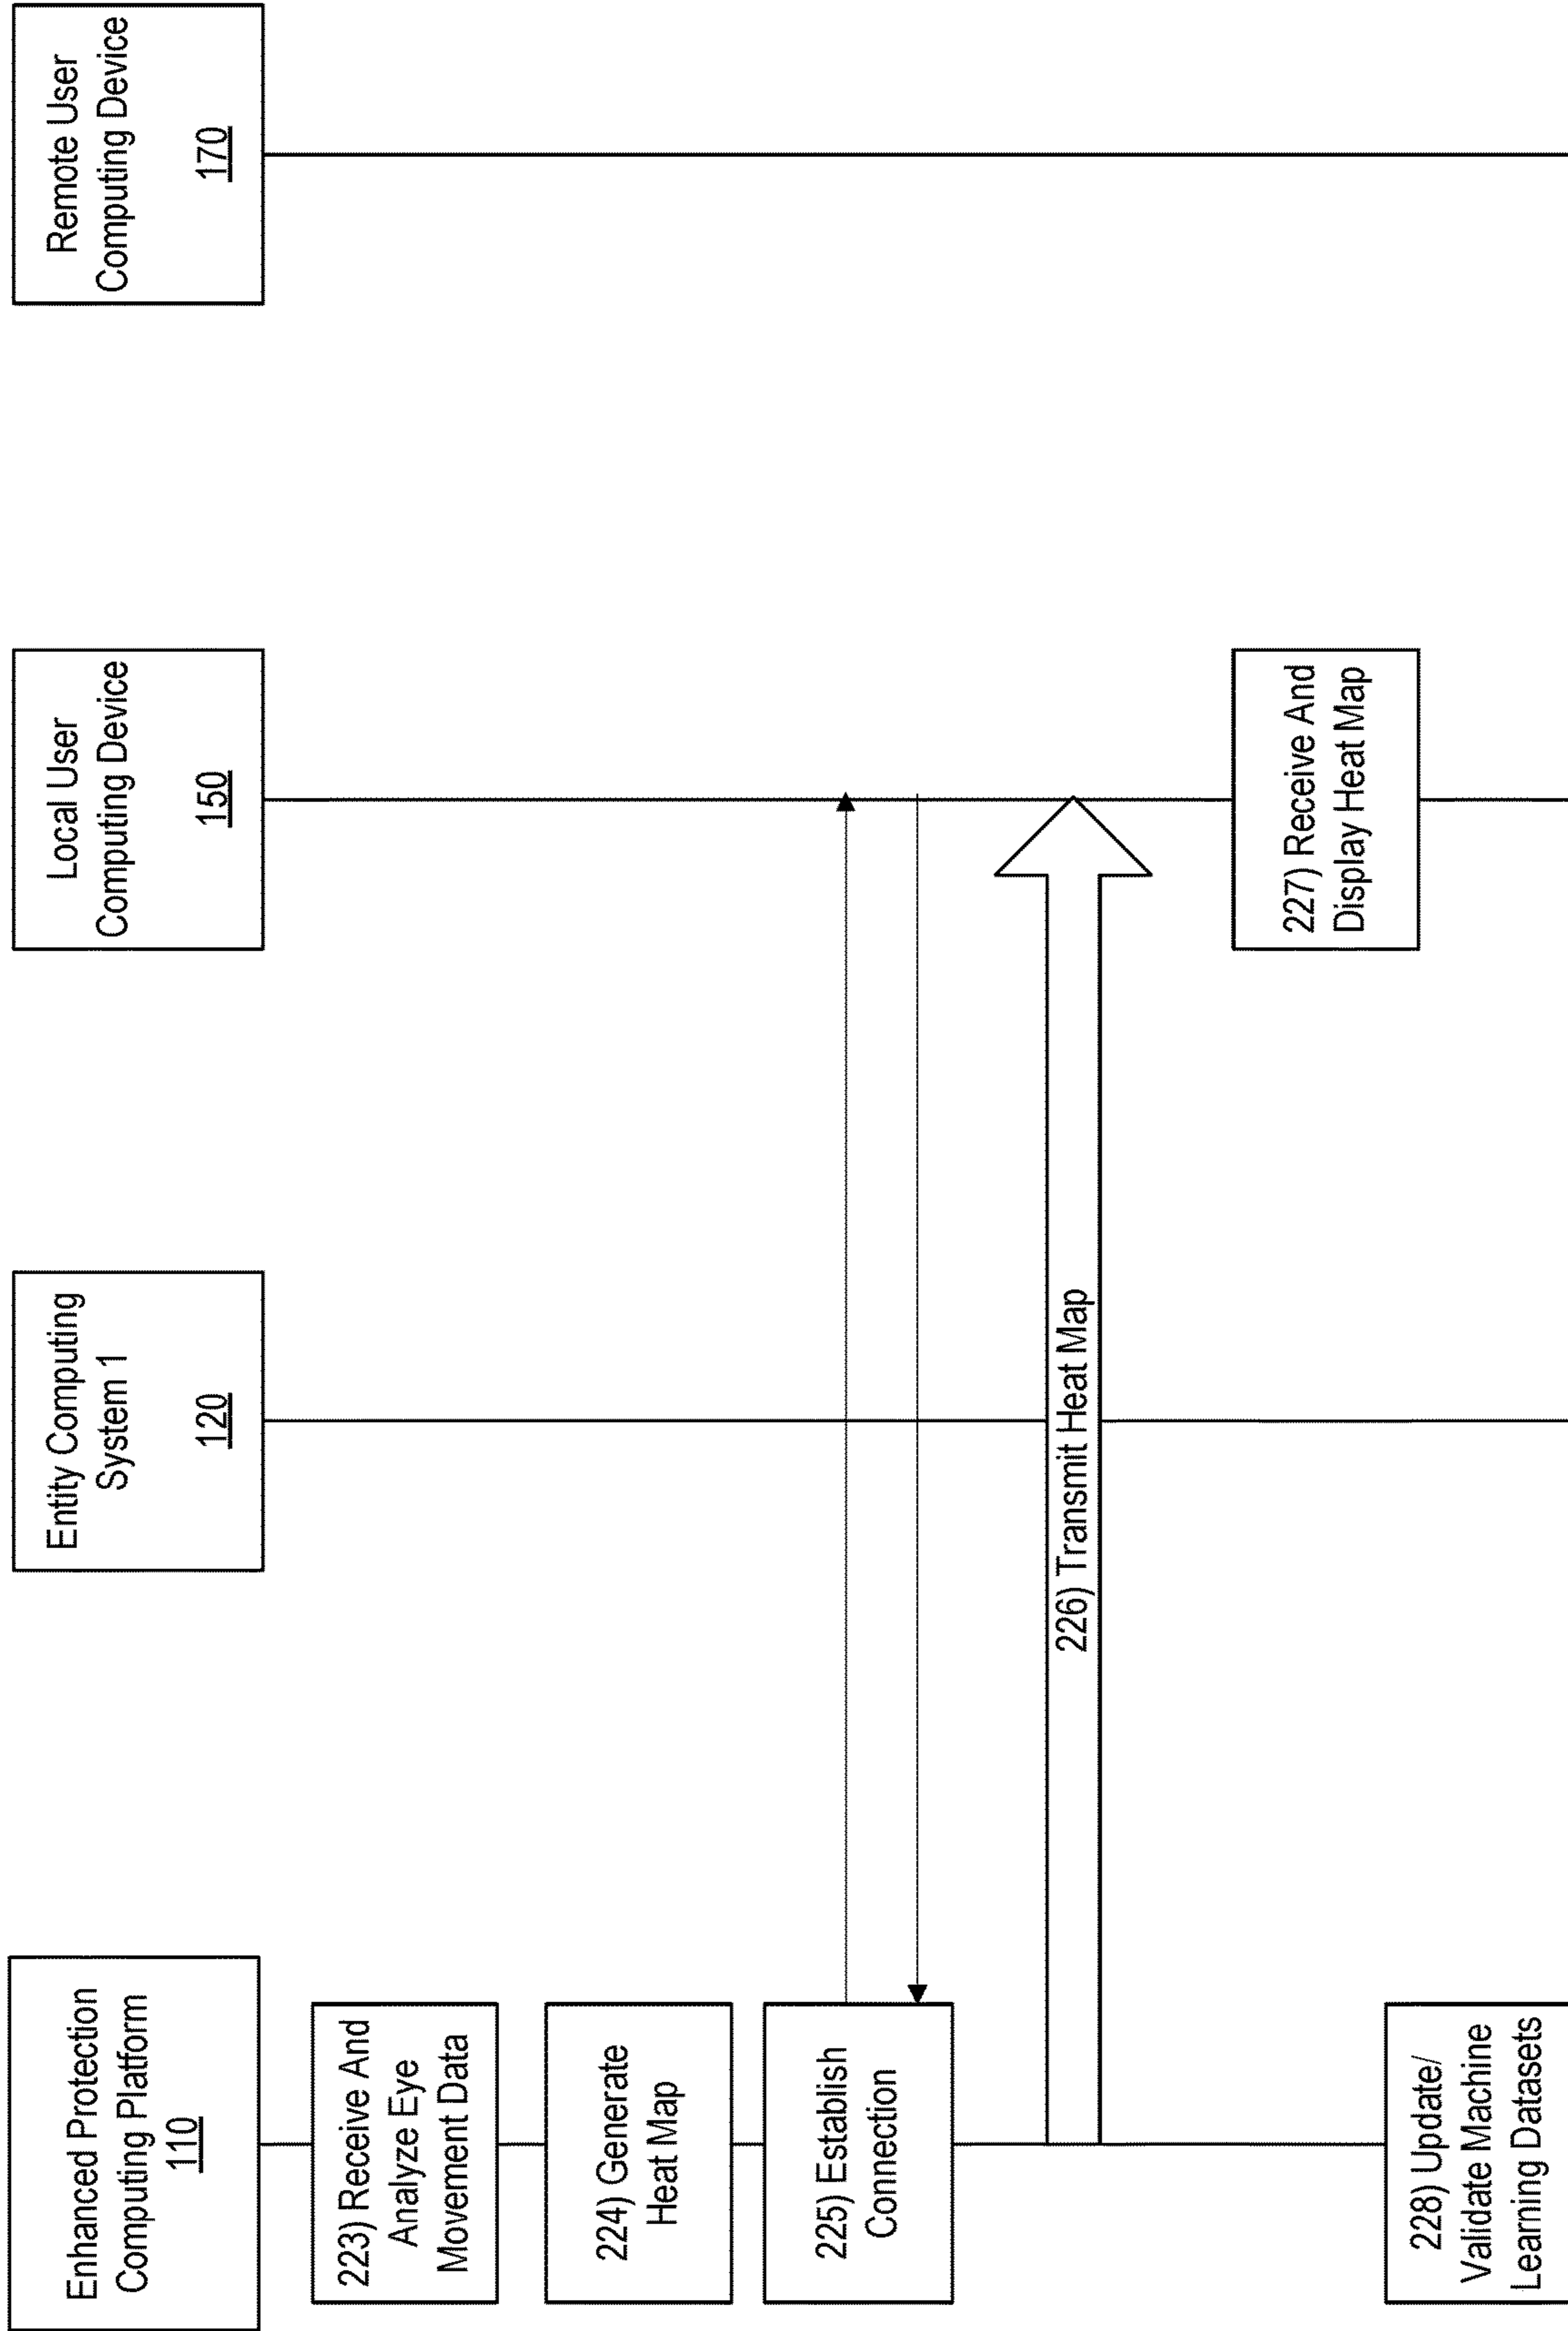 Enhanced Protection
Computing Platform
110
Entity Computing
System 1
120
Local User
Computing Device
150
Remote User
Computing Device
170
223) Receive And
Analyze Eye
Movement Data
224) Generate
Heat Map
225) Establish
Connection
226) Transmit Heat Map
227) Receive And
Display Heat Map
228) Update/
Validate Machine
Learning Datasets